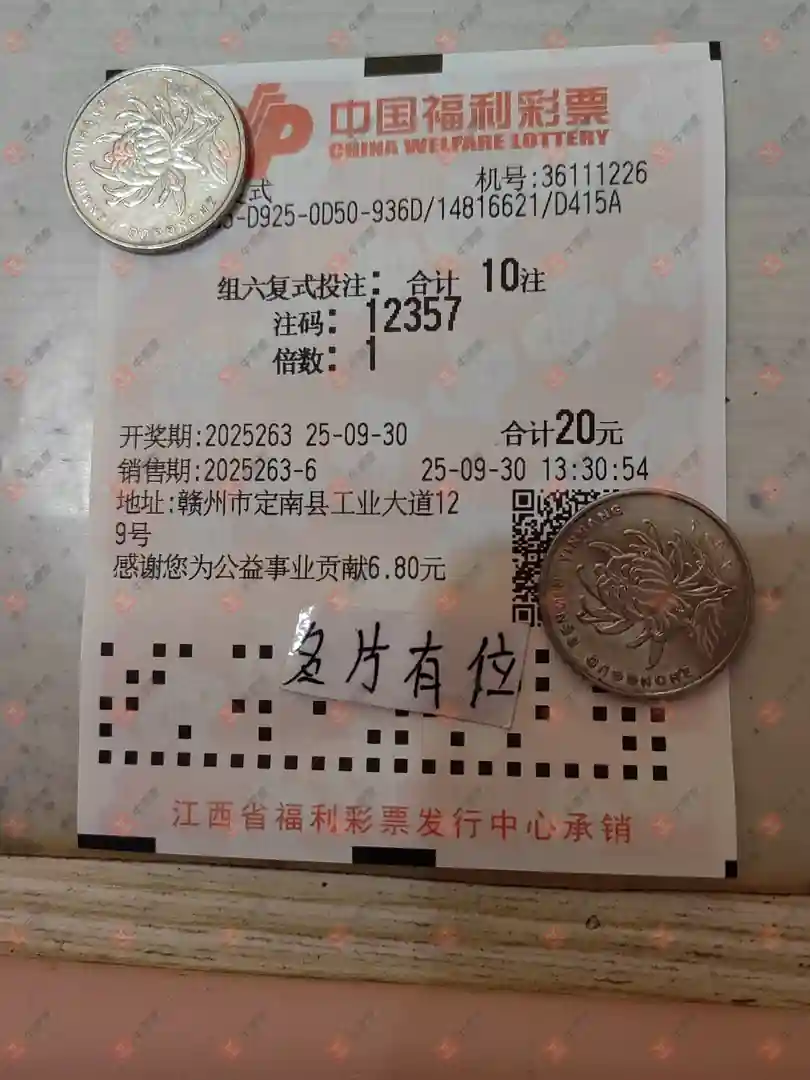 中国福利彩票
CHINA WELFARE LOTTERY
式 机号:36111226
-D925-0D50-936D/14816621/D415A
组六复式投注: 合计 10注
注码: 12357
倍数: 1
开奖期:2025263 25-09-30 合计20元
销售期:2025263-6 25-09-30 13:30:54
地址:赣州市定南县工业大道12
9号
感谢您为公益事业贡献6.80元
名片有位
江西省福利彩票发行中心承销